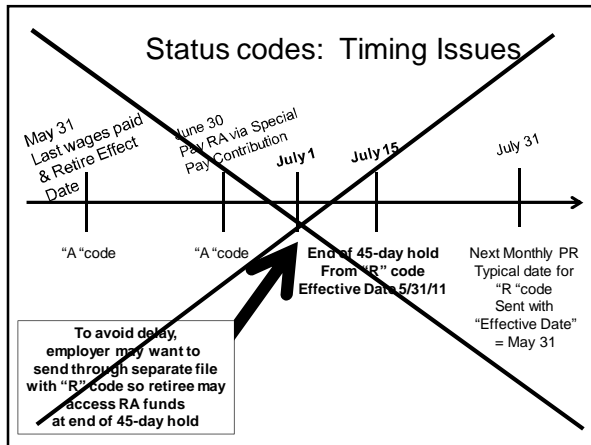 Status codes: Timing Issues
May 31
Last wages paid
& Retire Effect
Date
June 30
Pay RA via Special
Pay Contribution
July 1
July 15
July 31
"A "code
"A "code
End of 45-day hold
From "R" code
Effective Date 5/31/11
Next Monthly PR
Typical date for
"R "code
Sent with
"Effective Date"
= May 31
To avoid delay,
employer may want to
send through separate file
with "R" code so retiree may
access RA funds
at end of 45-day hold